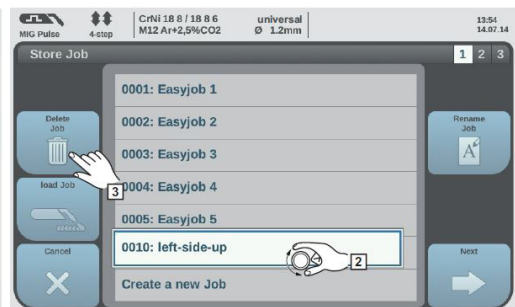 MIG Pulse
4-step
CrNi 18 8 / 18 8 6 universal
M12 Ar+2,5%CO2 Ø 1.2mm
13:54
14.07.14
Store Job
1 2 3
Delete
Job
load Job
Cancel
0001: Easyjob 1
0002: Easyjob 2
0003: Easyjob 3
0004: Easyjob 4
0005: Easyjob 5
0010: left-side-up
Create a new Job
3
2
Rename
Job
A
Next